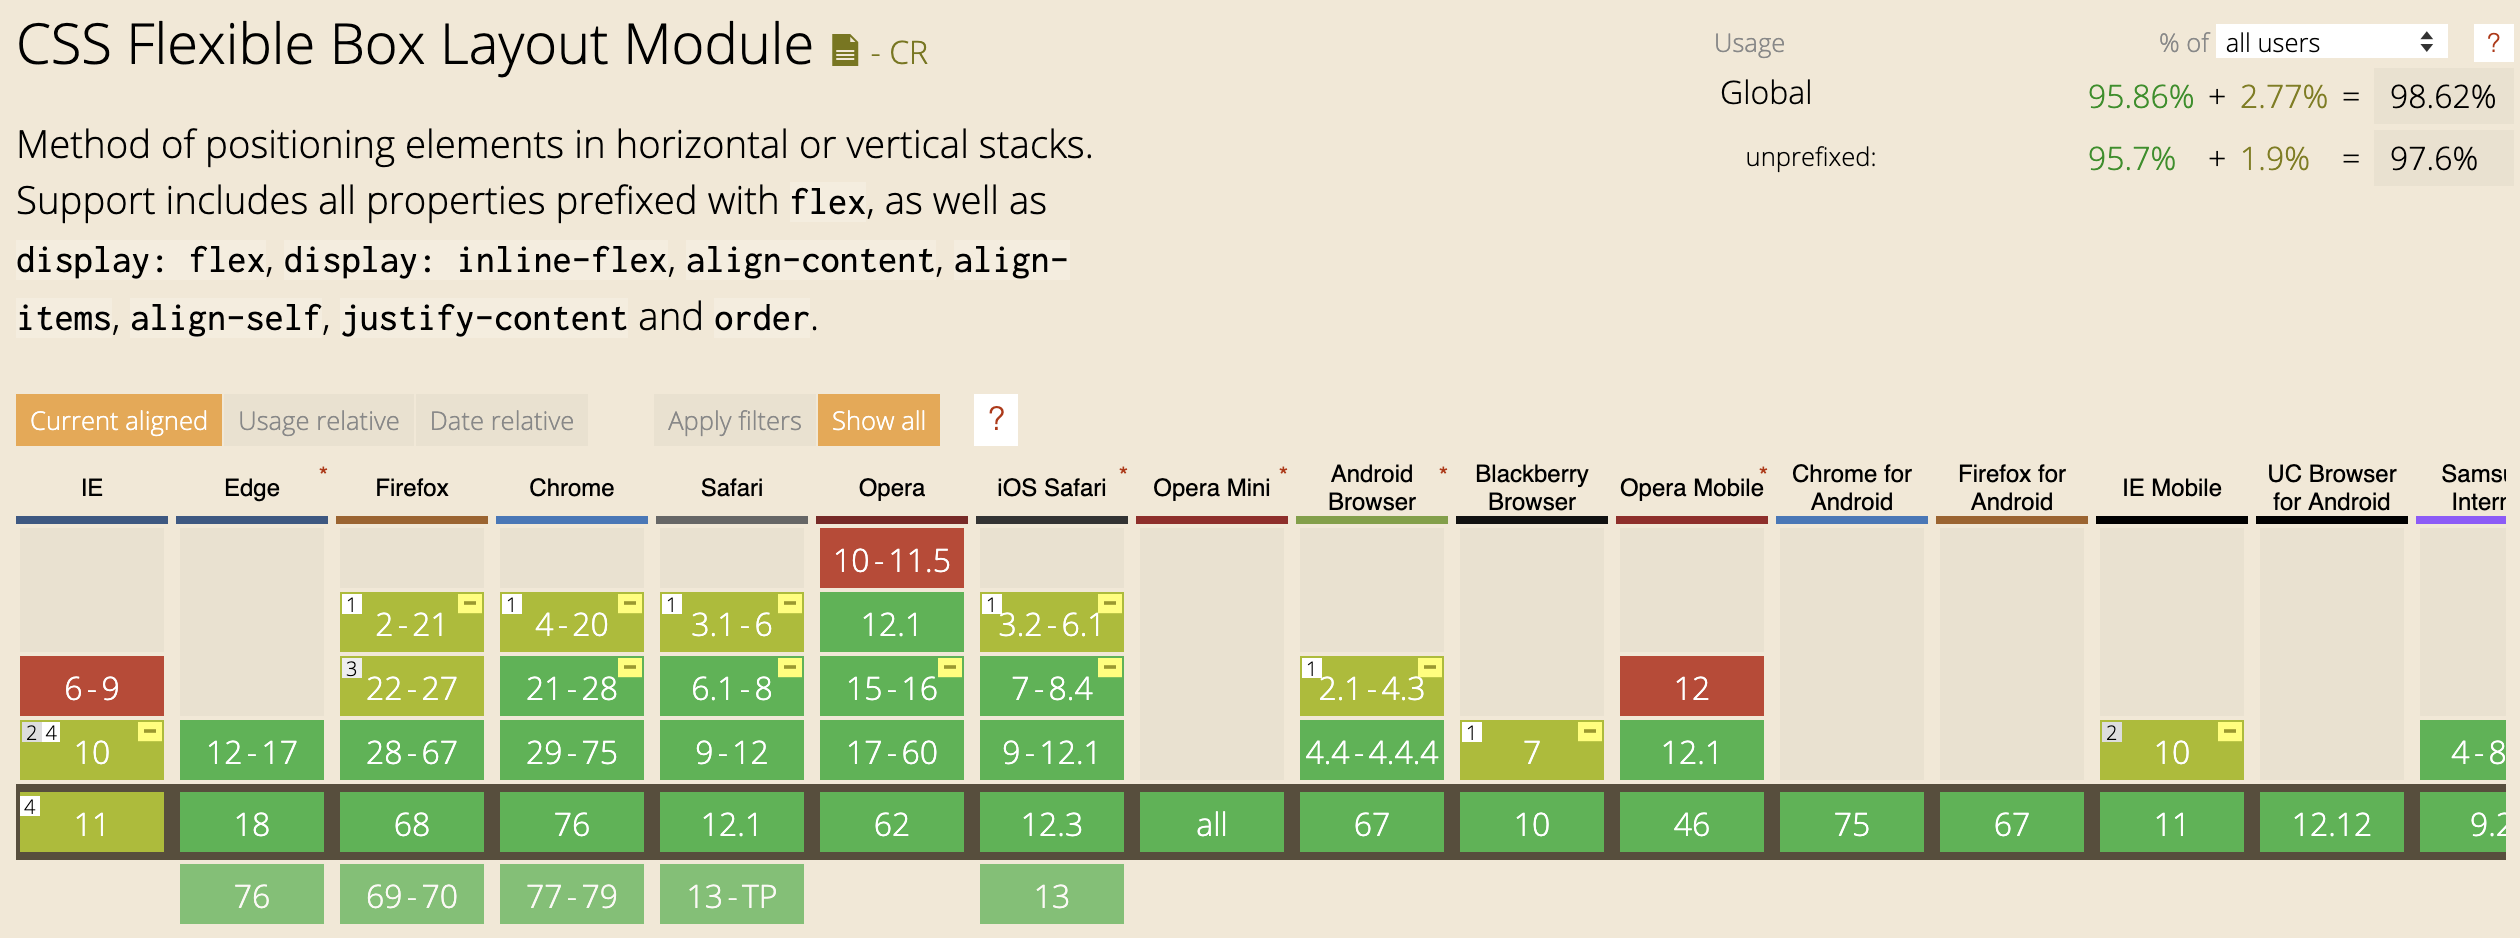 CSS Flexible Box Layout Module - CR
Usage % of all users ?
Global 95.86% + 2.77% = 98.62%
unprefixed: 95.7% + 1.9% = 97.6%
Method of positioning elements in horizontal or vertical stacks.
Support includes all properties prefixed with flex, as well as
display: flex, display: inline-flex, align-content, align-
items, align-self, justify-content and order.
Current aligned Usage relative Date relative Apply filters Show all ?
IE Edge * Firefox Chrome Safari Opera iOS Safari * Opera Mini * Android Browser * Blackberry Browser Opera Mobile * Chrome for Android Firefox for Android IE Mobile UC Browser for Android
10-11.5
1 2-21 1 4-20 1 3.1-6 12.1 1 3.2-6.1
6-9 3 22-27 21-28 6.1-8 15-16 7-8.4 1 2.1-4.3 12
2 4 10 12-17 28-67 29-75 9-12 17-60 9-12.1 4.4-4.4.4 1 7 12.1 2 10 4-8
4 11 18 68 76 12.1 62 12.3 all 67 10 46 75 67 11 12.12 9.2
76 69-70 77-79 13-TP 13